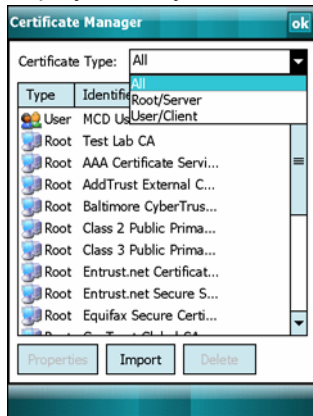 Certificate Manager ok
Certificate Type: All
All
Root/Server
User/Client
Type Identifie
User MCD Us
Root Test Lab CA
Root AAA Certificate Servi...
Root AddTrust External C...
Root Baltimore CyberTrus...
Root Class 2 Public Prima...
Root Class 3 Public Prima...
Root Entrust.net Certificat...
Root Entrust.net Secure S...
Root Equifax Secure Certi...
Properties Import Delete